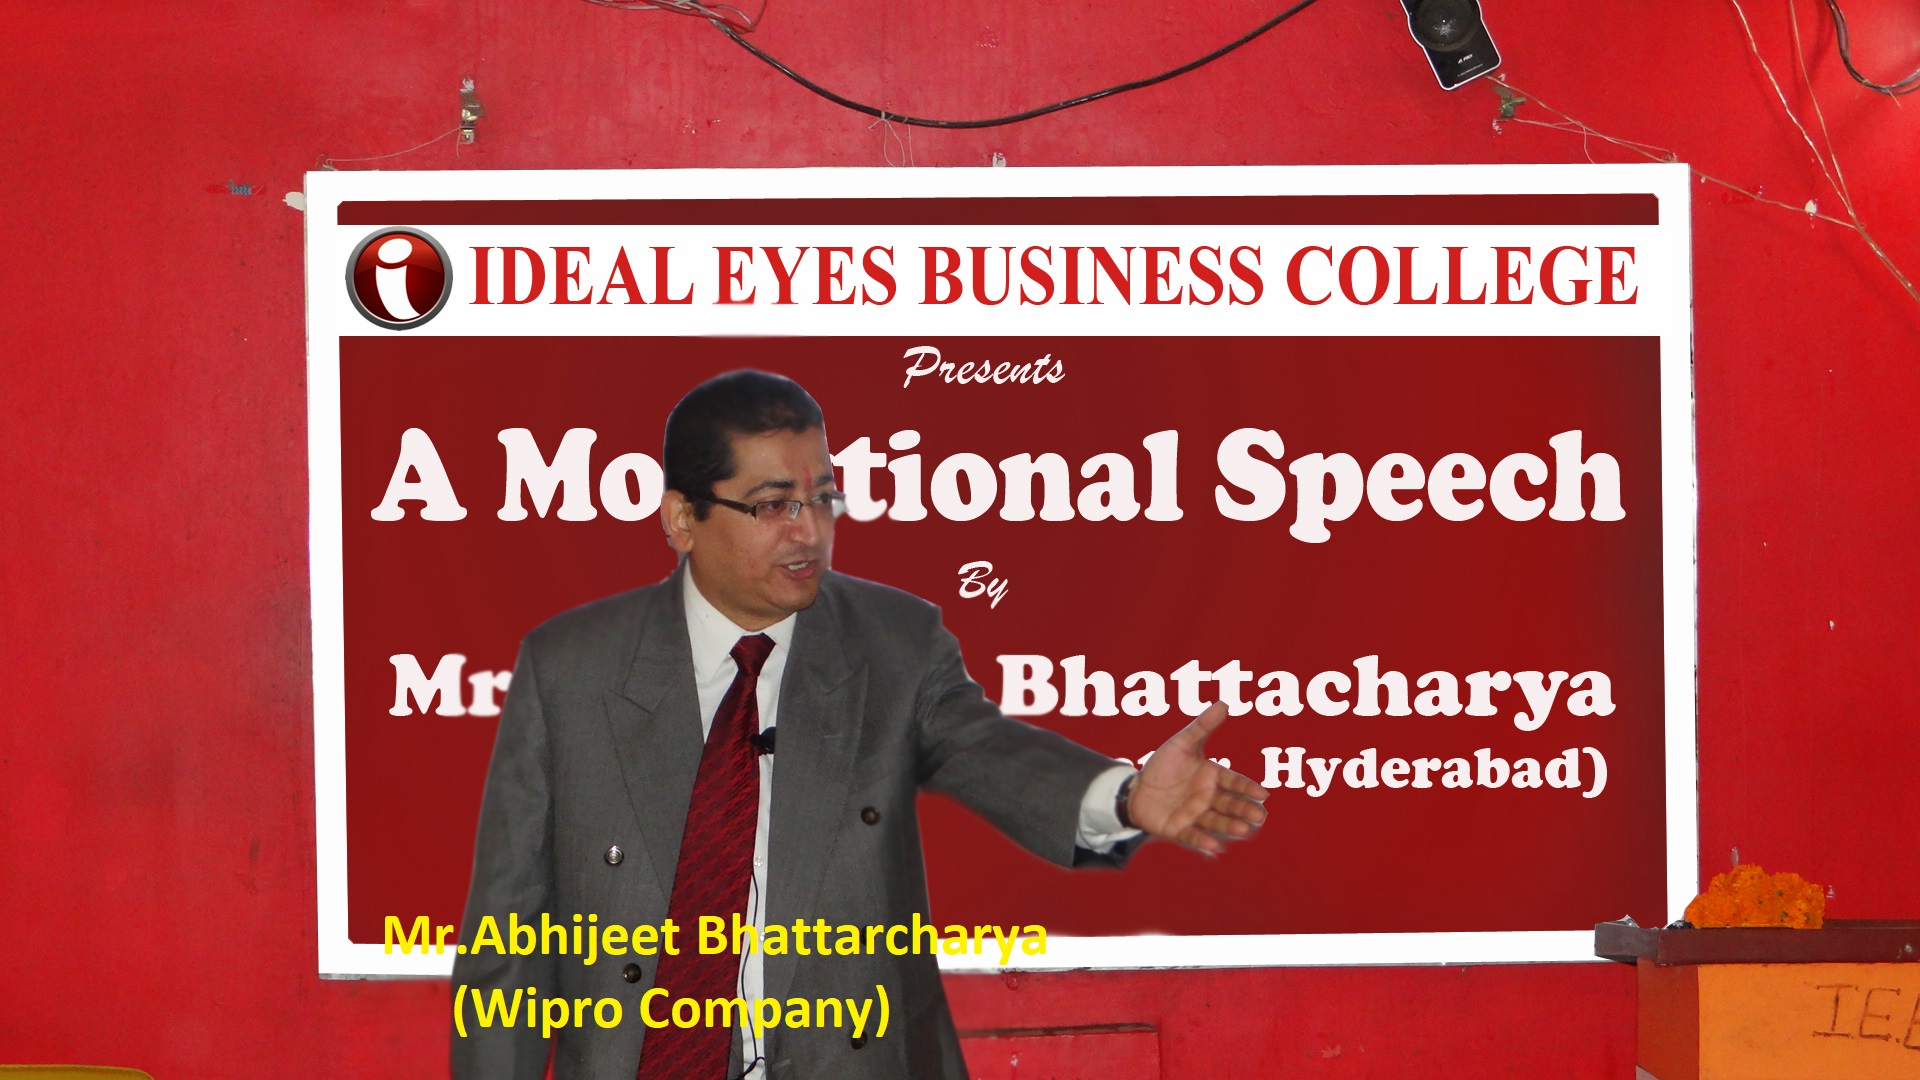 IDEAL EYES BUSINESS COLLEGE
Presents
A Mo tional Speech
By
Mr Bhattacharya
Hyderabad)
Mr.Abhijeet Bhattarcharya
(Wipro Company)